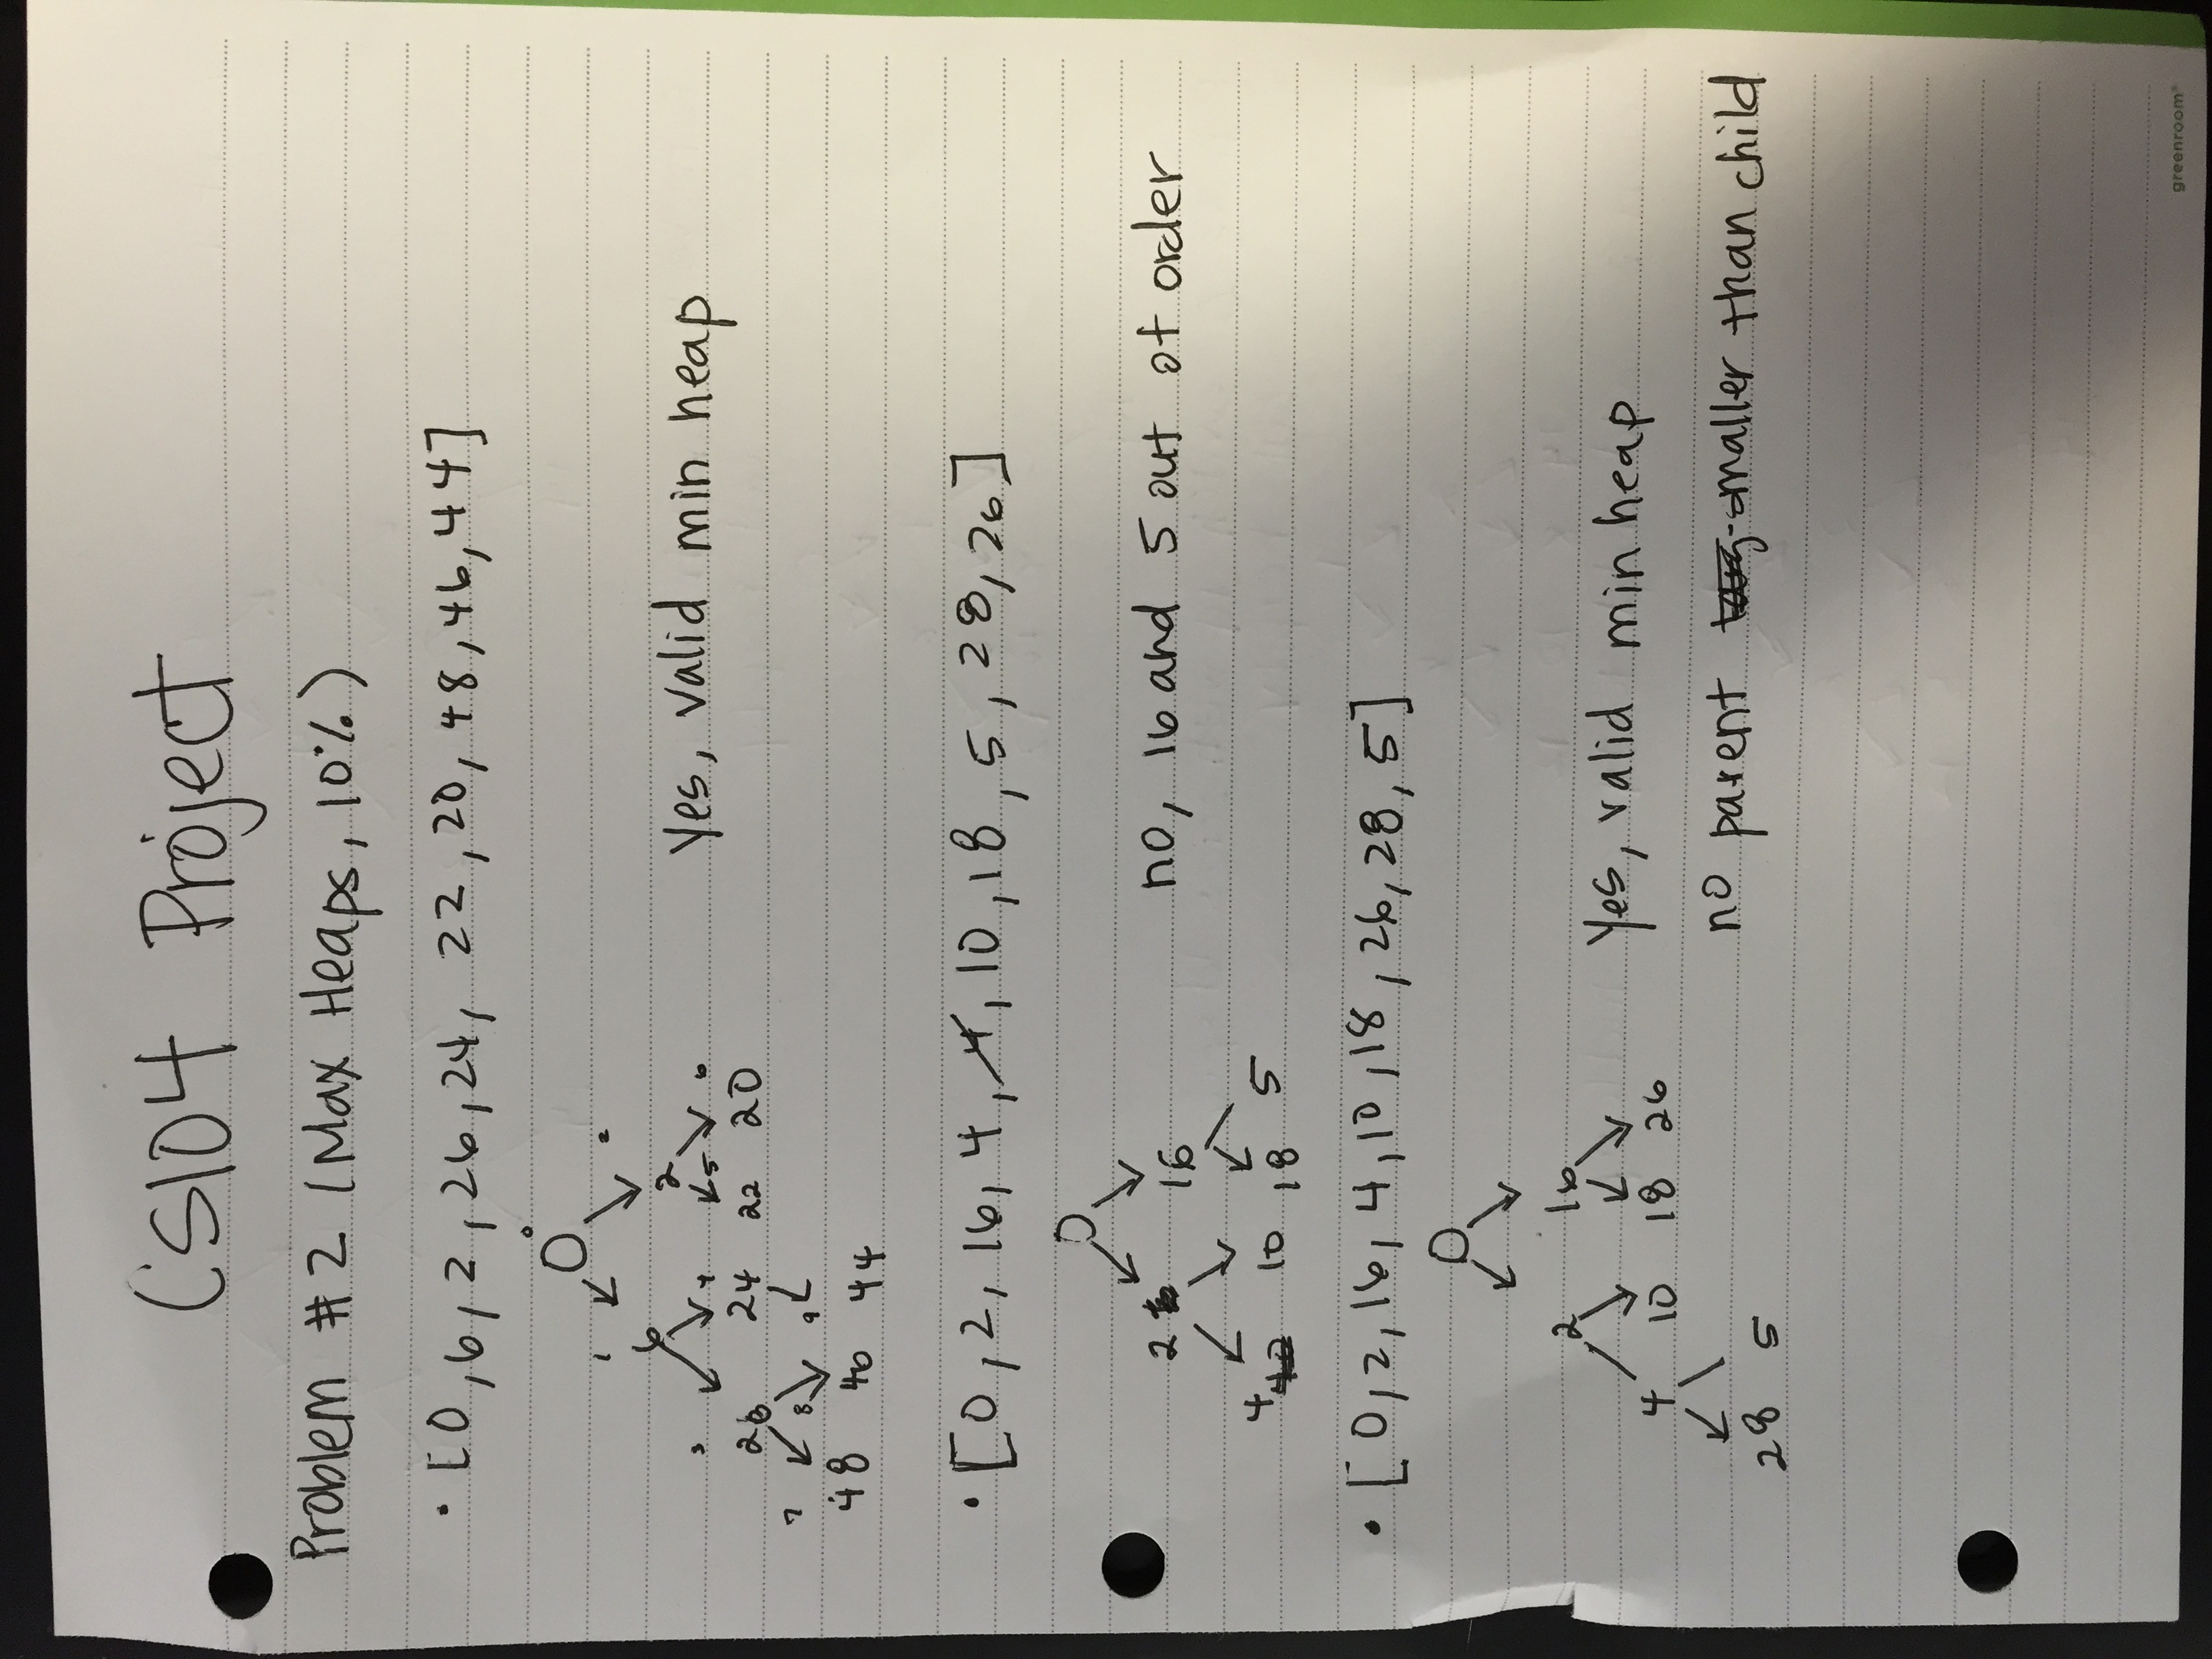 CS104 Project
Problem #2 (Max Heaps, 10%)
• [0, 6, 2, 26, 24, 22, 20, 48, 46, 44]
0
0
1 2
6 2
3 4 5 6
26 24 22 20
Yes, valid min heap
7 8 9
48 46 44
• [0, 2, 16, 4, 4, 10, 18, 5, 28, 26]
0
2 16
no, 16 and 5 out of order
4 10 18 5
• [0, 2, 16, 4, 10, 18, 26, 28, 5]
0
2 16
Yes, valid min heap
4 10 18 26
no parent smaller than child
28 5
greenroom